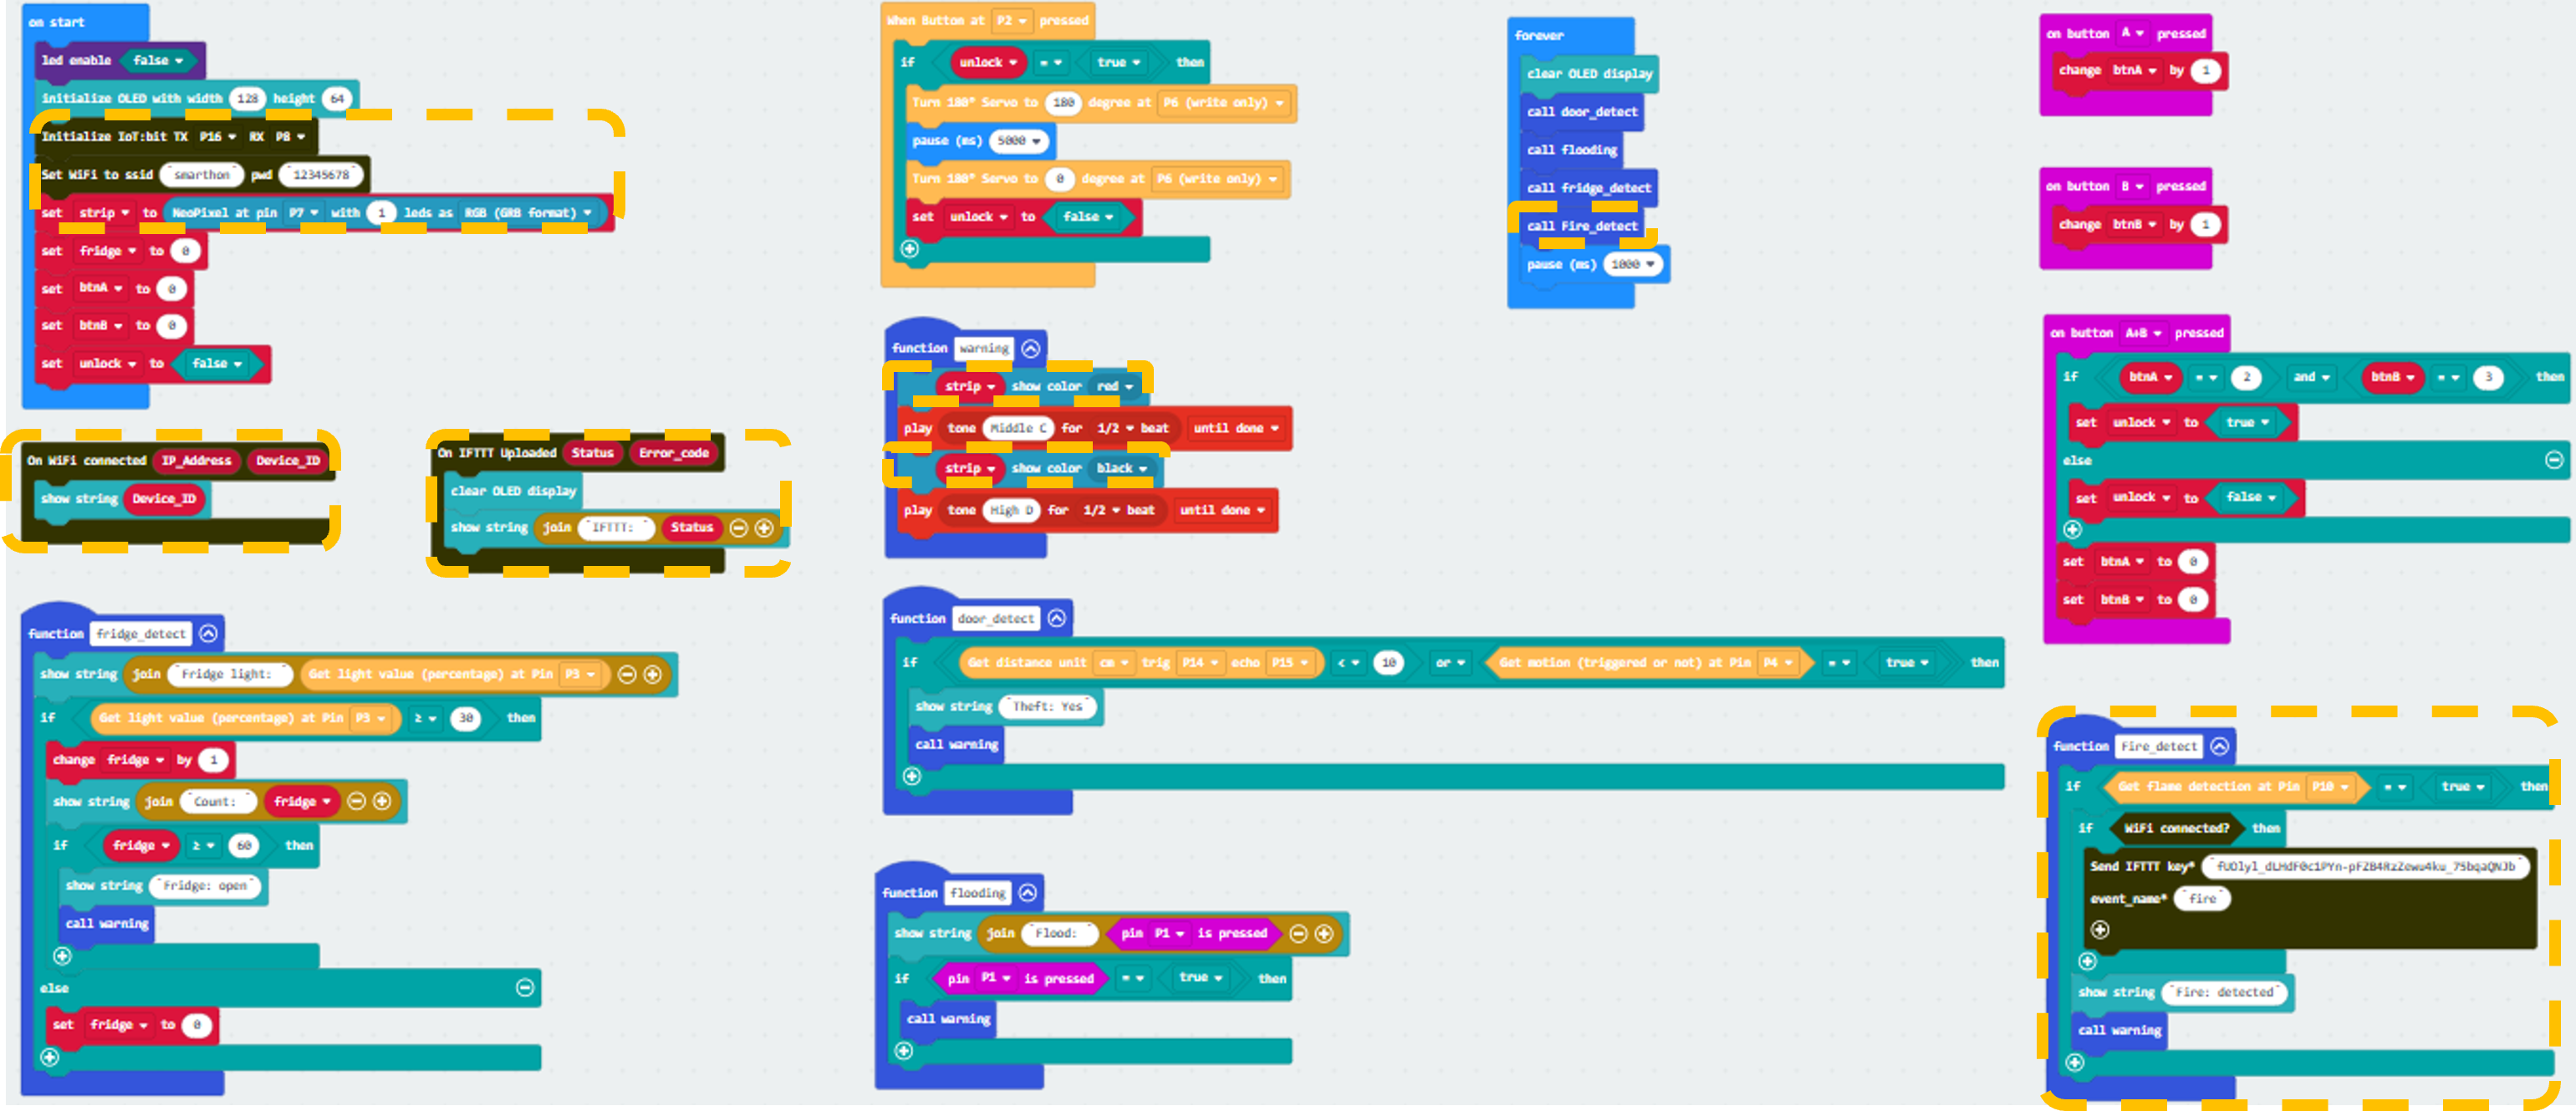 on start
led enable false
initialize OLED with width 128 height 64
Initialize IoT:bit TX P16 RX P8
Set WiFi to ssid smarthon pwd 12345678
set strip to NeoPixel at pin P7 with 1 leds as RGB (GRB format)
set fridge to 0
set btnA to 0
set btnB to 0
set unlock to false
On WiFi connected IP_Address Device_ID
show string Device_ID
On IFTTT Uploaded Status Error_code
clear OLED display
show string join "IFTTT: " Status
function fridge_detect
show string join "Fridge light: " Get light value (percentage) at Pin P3
if Get light value (percentage) at Pin P3 ≥ 30 then
change fridge by 1
show string join "Count: " fridge
if fridge ≥ 60 then
show string "Fridge: open"
call warning
else
set fridge to 0
When Button at P2 pressed
if unlock = true then
Turn 180° Servo to 180 degree at P6 (write only)
pause (ms) 5000
Turn 180° Servo to 0 degree at P6 (write only)
set unlock to false
function warning
strip show color red
play tone Middle C for 1/2 beat until done
strip show color black
play tone High D for 1/2 beat until done
function door_detect
if Get distance unit cm trig P14 echo P15 < 10 or Get motion (triggered or not) at Pin P4 = true then
show string "Theft: Yes"
call warning
function flooding
show string join "Flood: " pin P1 is pressed
if pin P1 is pressed = true then
call warning
forever
clear OLED display
call door_detect
call flooding
call fridge_detect
call Fire_detect
pause (ms) 1000
on button A pressed
change btnA by 1
on button B pressed
change btnB by 1
on button A+B pressed
if btnA = 2 and btnB = 3 then
set unlock to true
else
set unlock to false
set btnA to 0
set btnB to 0
function Fire_detect
if Get flame detection at Pin P10 = true then
if WiFi connected? then
Send IFTTT key*
event_name* "fire"
show string "Fire: detected"
call warning